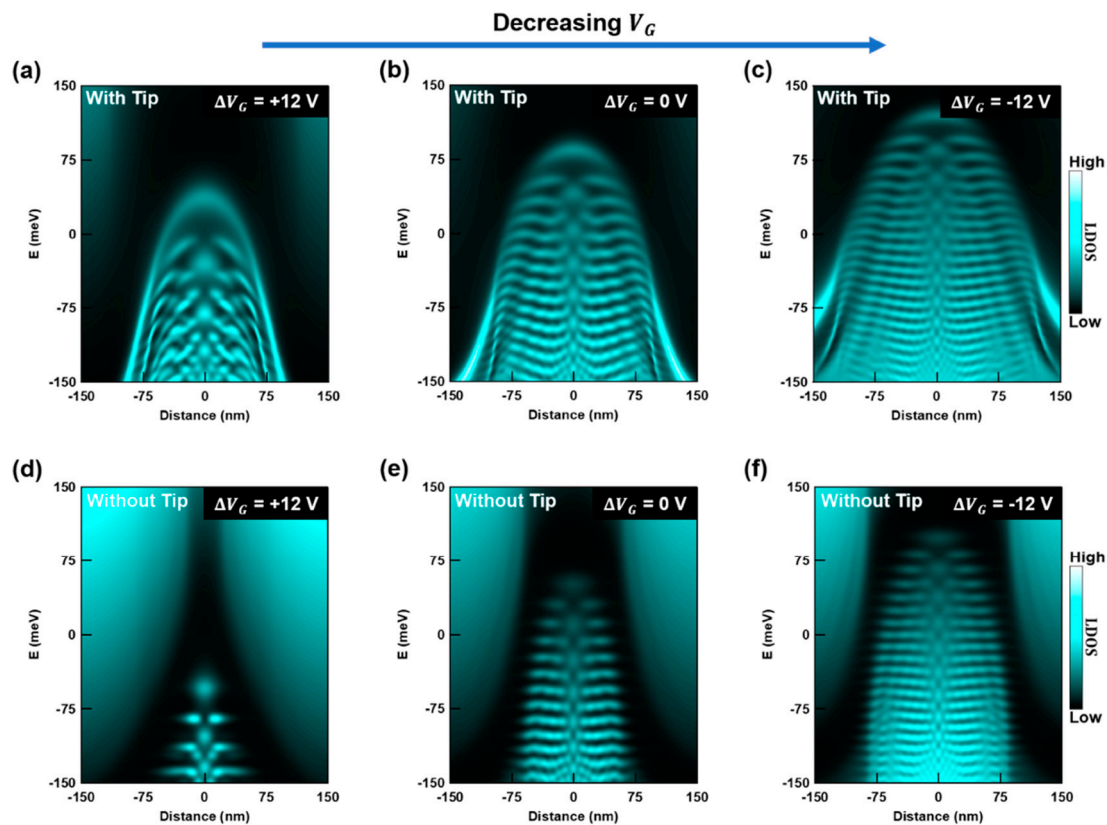 Decreasing V_G
(a)
(b)
(c)
With Tip
ΔV_G = +12 V
With Tip
ΔV_G = 0 V
With Tip
ΔV_G = -12 V
150
75
0
-75
-150
E (meV)
-150
-75
0
75
150
Distance (nm)
150
75
0
-75
-150
E (meV)
-150
-75
0
75
150
Distance (nm)
150
75
0
-75
-150
E (meV)
-150
-75
0
75
150
Distance (nm)
High
LDOS
Low
(d)
(e)
(f)
Without Tip
ΔV_G = +12 V
Without Tip
ΔV_G = 0 V
Without Tip
ΔV_G = -12 V
150
75
0
-75
-150
E (meV)
-150
-75
0
75
150
Distance (nm)
150
75
0
-75
-150
E (meV)
-150
-75
0
75
150
Distance (nm)
150
75
0
-75
-150
E (meV)
-150
-75
0
75
150
Distance (nm)
High
LDOS
Low